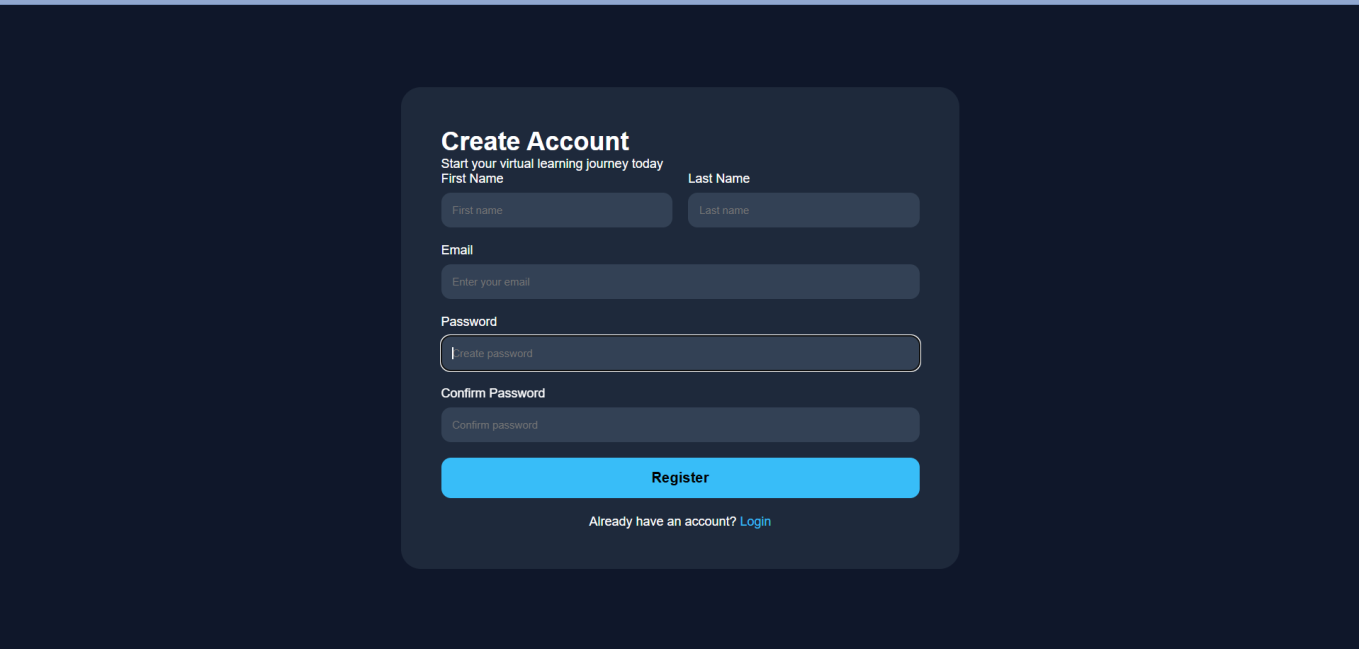 Create Account
Start your virtual learning journey today
First Name
Last Name
First name
Last name
Email
Enter your email
Password
Create password
Confirm Password
Confirm password
Register
Already have an account? Login